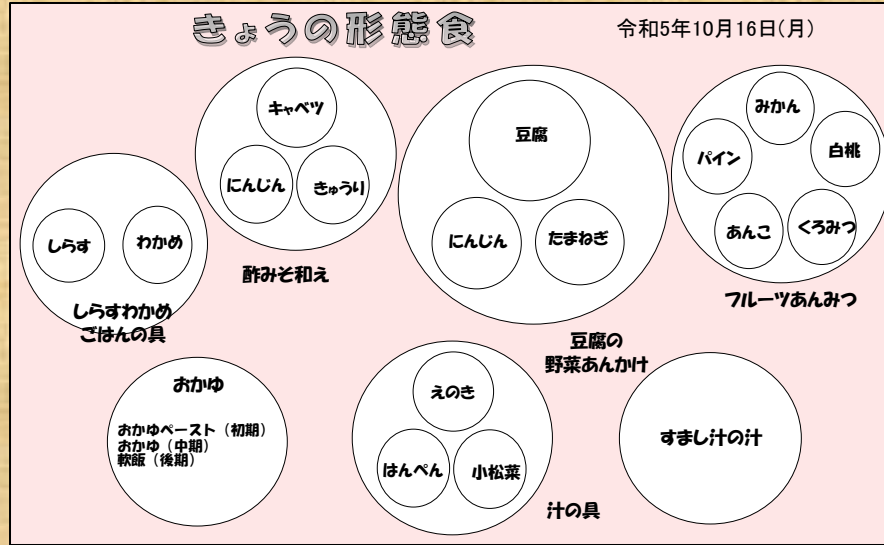 きょうの形態食
令和5年10月16日(月)
キャベツ
にんじん
きゅうり
酢みそ和え
豆腐
にんじん
たまねぎ
豆腐の
野菜あんかけ
みかん
パイン
白桃
あんこ
くろみつ
フルーツあんみつ
しらす
わかめ
しらすわかめ
ごはんの具
おかゆ
おかゆペースト（初期）
おかゆ（中期）
軟飯（後期）
えのき
はんぺん
小松菜
汁の具
すまし汁の汁